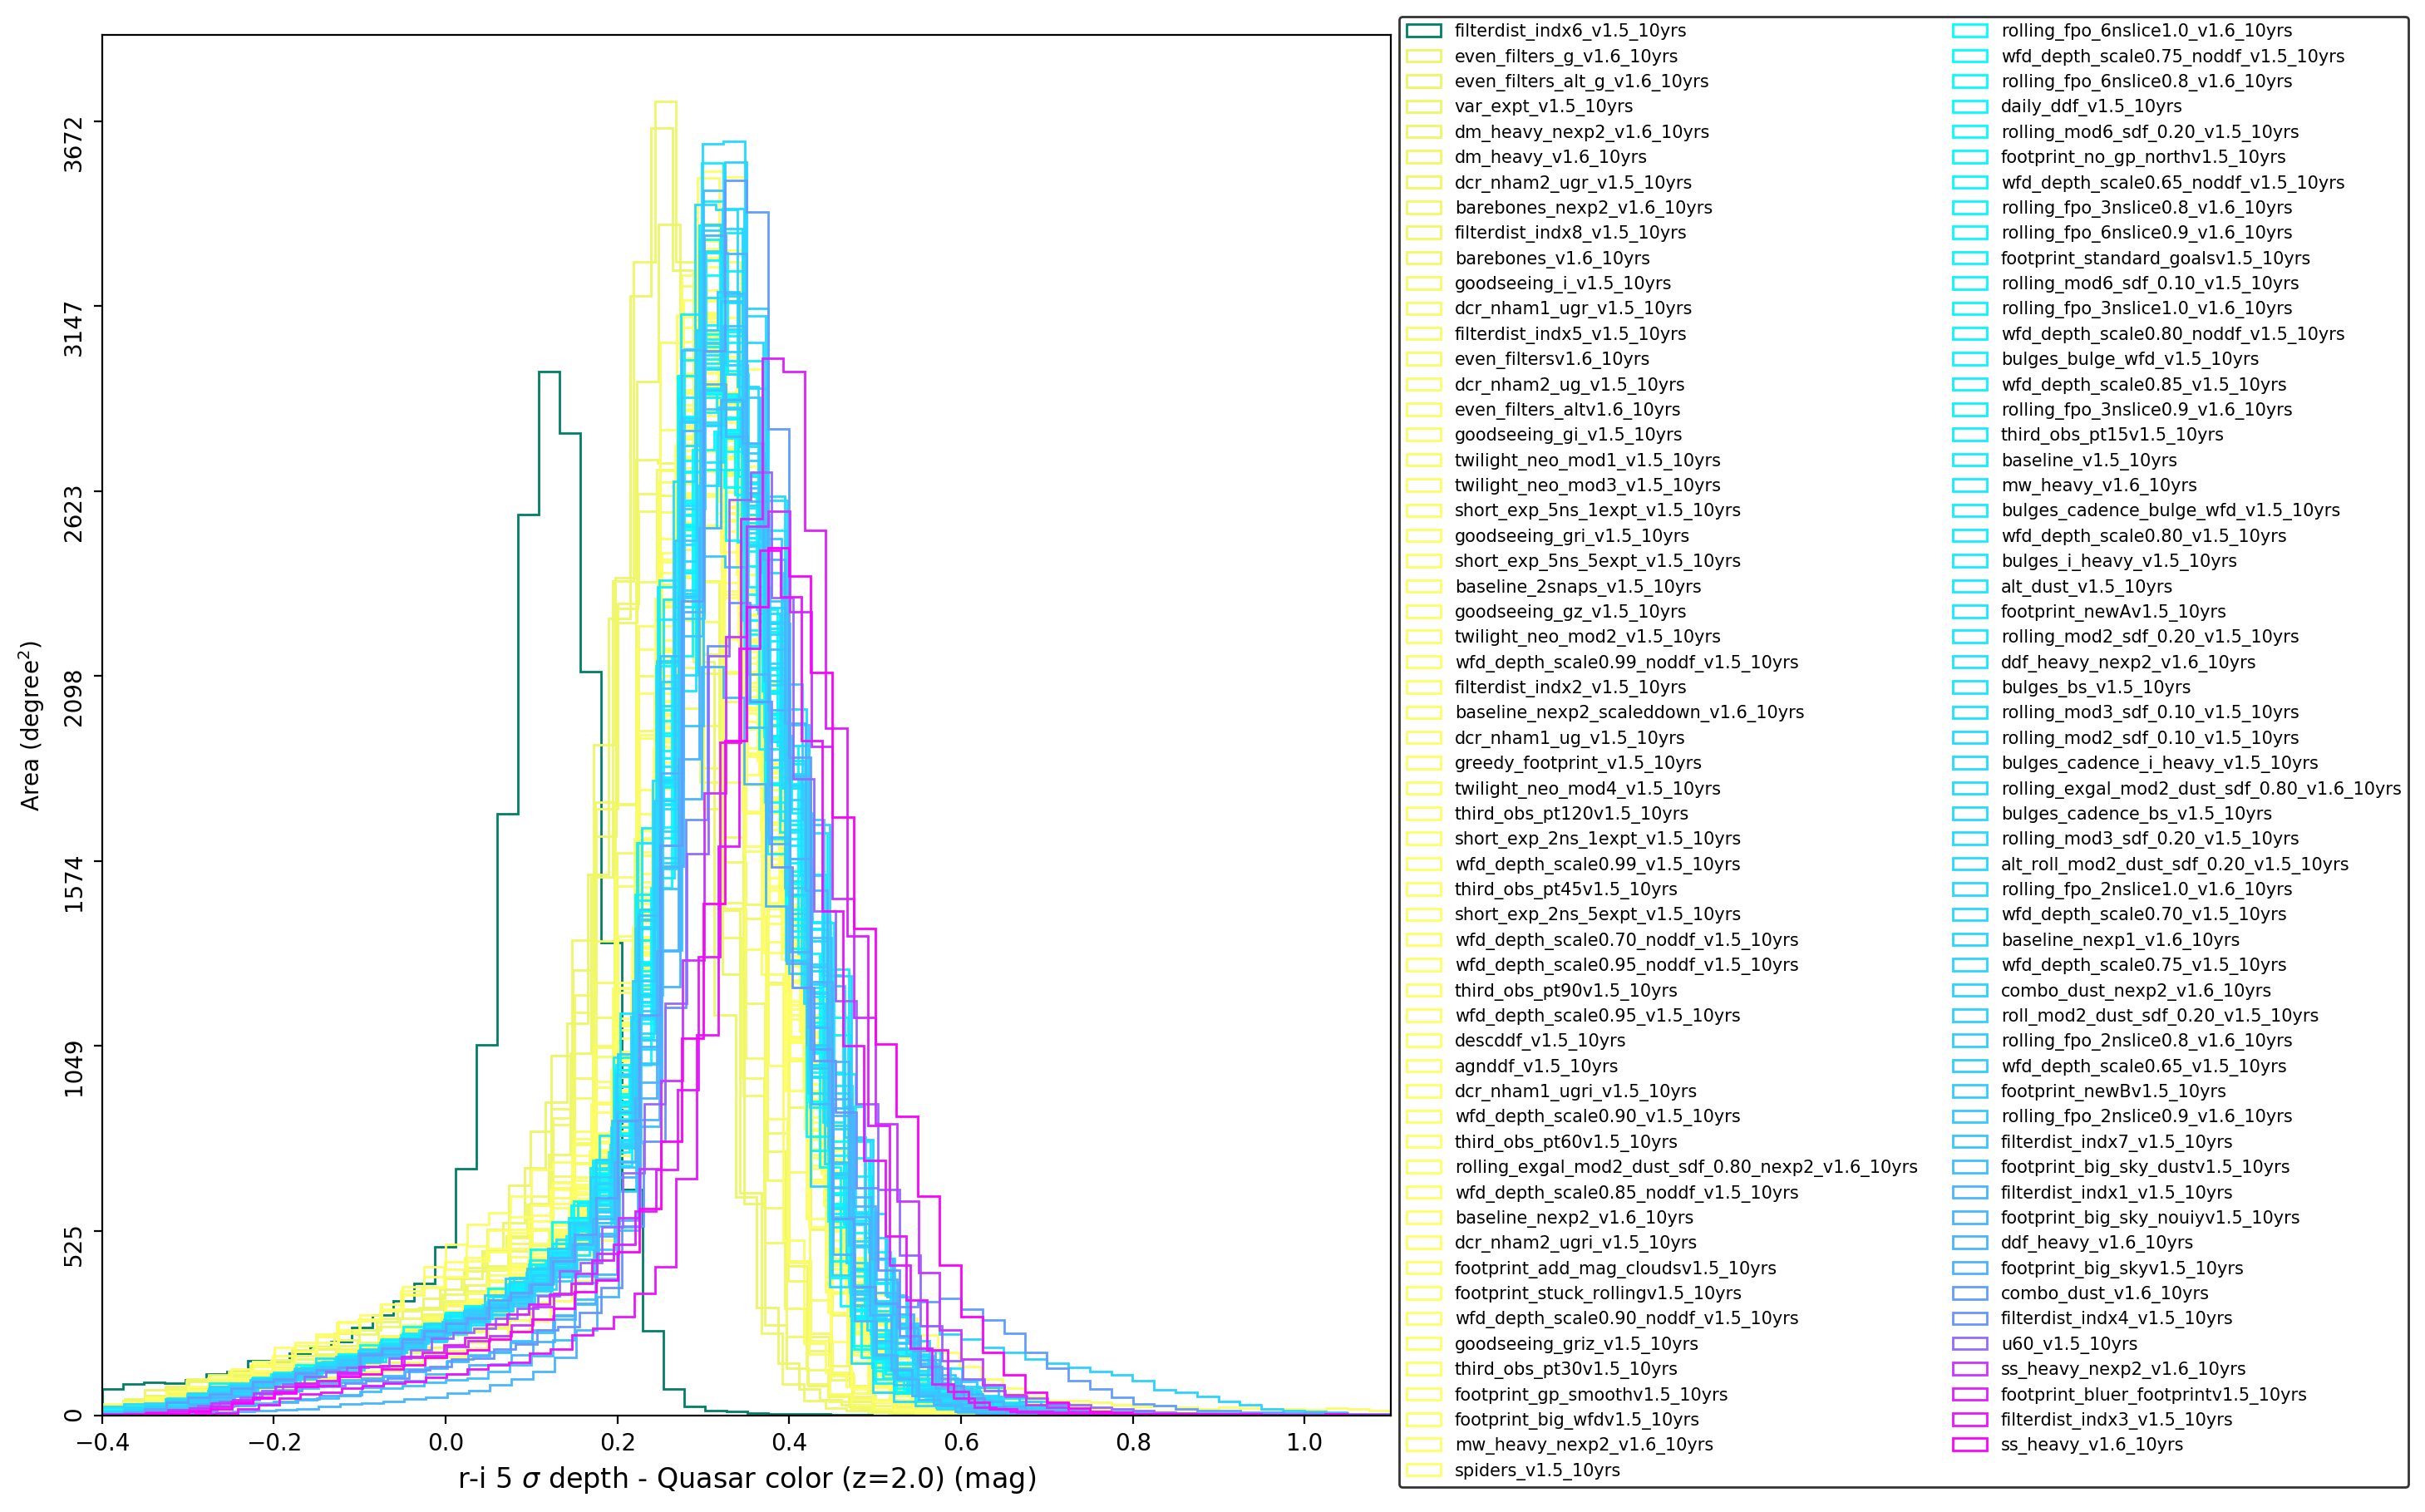 3672
3147
2623
2098
1574
1049
525
0
Area (degree²)
−0.4
−0.2
0.0
0.2
0.4
0.6
0.8
1.0
r-i 5 σ depth - Quasar color (z=2.0) (mag)
filterdist_indx6_v1.5_10yrs
even_filters_g_v1.6_10yrs
even_filters_alt_g_v1.6_10yrs
var_expt_v1.5_10yrs
dm_heavy_nexp2_v1.6_10yrs
dm_heavy_v1.6_10yrs
dcr_nham2_ugr_v1.5_10yrs
barebones_nexp2_v1.6_10yrs
filterdist_indx8_v1.5_10yrs
barebones_v1.6_10yrs
goodseeing_i_v1.5_10yrs
dcr_nham1_ugr_v1.5_10yrs
filterdist_indx5_v1.5_10yrs
even_filtersv1.6_10yrs
dcr_nham2_ug_v1.5_10yrs
even_filters_altv1.6_10yrs
goodseeing_gi_v1.5_10yrs
twilight_neo_mod1_v1.5_10yrs
twilight_neo_mod3_v1.5_10yrs
short_exp_5ns_1expt_v1.5_10yrs
goodseeing_gri_v1.5_10yrs
short_exp_5ns_5expt_v1.5_10yrs
baseline_2snaps_v1.5_10yrs
goodseeing_gz_v1.5_10yrs
twilight_neo_mod2_v1.5_10yrs
wfd_depth_scale0.99_noddf_v1.5_10yrs
filterdist_indx2_v1.5_10yrs
baseline_nexp2_scaleddown_v1.6_10yrs
dcr_nham1_ug_v1.5_10yrs
greedy_footprint_v1.5_10yrs
twilight_neo_mod4_v1.5_10yrs
third_obs_pt120v1.5_10yrs
short_exp_2ns_1expt_v1.5_10yrs
wfd_depth_scale0.99_v1.5_10yrs
third_obs_pt45v1.5_10yrs
short_exp_2ns_5expt_v1.5_10yrs
wfd_depth_scale0.70_noddf_v1.5_10yrs
wfd_depth_scale0.95_noddf_v1.5_10yrs
third_obs_pt90v1.5_10yrs
wfd_depth_scale0.95_v1.5_10yrs
descddf_v1.5_10yrs
agnddf_v1.5_10yrs
dcr_nham1_ugri_v1.5_10yrs
wfd_depth_scale0.90_v1.5_10yrs
third_obs_pt60v1.5_10yrs
rolling_exgal_mod2_dust_sdf_0.80_nexp2_v1.6_10yrs
wfd_depth_scale0.85_noddf_v1.5_10yrs
baseline_nexp2_v1.6_10yrs
dcr_nham2_ugri_v1.5_10yrs
footprint_add_mag_cloudsv1.5_10yrs
footprint_stuck_rollingv1.5_10yrs
wfd_depth_scale0.90_noddf_v1.5_10yrs
goodseeing_griz_v1.5_10yrs
third_obs_pt30v1.5_10yrs
footprint_gp_smoothv1.5_10yrs
footprint_big_wfdv1.5_10yrs
mw_heavy_nexp2_v1.6_10yrs
spiders_v1.5_10yrs
rolling_fpo_6nslice1.0_v1.6_10yrs
wfd_depth_scale0.75_noddf_v1.5_10yrs
rolling_fpo_6nslice0.8_v1.6_10yrs
daily_ddf_v1.5_10yrs
rolling_mod6_sdf_0.20_v1.5_10yrs
footprint_no_gp_northv1.5_10yrs
wfd_depth_scale0.65_noddf_v1.5_10yrs
rolling_fpo_3nslice0.8_v1.6_10yrs
rolling_fpo_6nslice0.9_v1.6_10yrs
footprint_standard_goalsv1.5_10yrs
rolling_mod6_sdf_0.10_v1.5_10yrs
rolling_fpo_3nslice1.0_v1.6_10yrs
wfd_depth_scale0.80_noddf_v1.5_10yrs
bulges_bulge_wfd_v1.5_10yrs
wfd_depth_scale0.85_v1.5_10yrs
rolling_fpo_3nslice0.9_v1.6_10yrs
third_obs_pt15v1.5_10yrs
baseline_v1.5_10yrs
mw_heavy_v1.6_10yrs
bulges_cadence_bulge_wfd_v1.5_10yrs
wfd_depth_scale0.80_v1.5_10yrs
bulges_i_heavy_v1.5_10yrs
alt_dust_v1.5_10yrs
footprint_newAv1.5_10yrs
rolling_mod2_sdf_0.20_v1.5_10yrs
ddf_heavy_nexp2_v1.6_10yrs
bulges_bs_v1.5_10yrs
rolling_mod3_sdf_0.10_v1.5_10yrs
rolling_mod2_sdf_0.10_v1.5_10yrs
bulges_cadence_i_heavy_v1.5_10yrs
rolling_exgal_mod2_dust_sdf_0.80_v1.6_10yrs
bulges_cadence_bs_v1.5_10yrs
rolling_mod3_sdf_0.20_v1.5_10yrs
alt_roll_mod2_dust_sdf_0.20_v1.5_10yrs
rolling_fpo_2nslice1.0_v1.6_10yrs
wfd_depth_scale0.70_v1.5_10yrs
baseline_nexp1_v1.6_10yrs
wfd_depth_scale0.75_v1.5_10yrs
combo_dust_nexp2_v1.6_10yrs
roll_mod2_dust_sdf_0.20_v1.5_10yrs
rolling_fpo_2nslice0.8_v1.6_10yrs
wfd_depth_scale0.65_v1.5_10yrs
footprint_newBv1.5_10yrs
rolling_fpo_2nslice0.9_v1.6_10yrs
filterdist_indx7_v1.5_10yrs
footprint_big_sky_dustv1.5_10yrs
filterdist_indx1_v1.5_10yrs
footprint_big_sky_nouiyv1.5_10yrs
ddf_heavy_v1.6_10yrs
footprint_big_skyv1.5_10yrs
combo_dust_v1.6_10yrs
filterdist_indx4_v1.5_10yrs
u60_v1.5_10yrs
ss_heavy_nexp2_v1.6_10yrs
footprint_bluer_footprintv1.5_10yrs
filterdist_indx3_v1.5_10yrs
ss_heavy_v1.6_10yrs